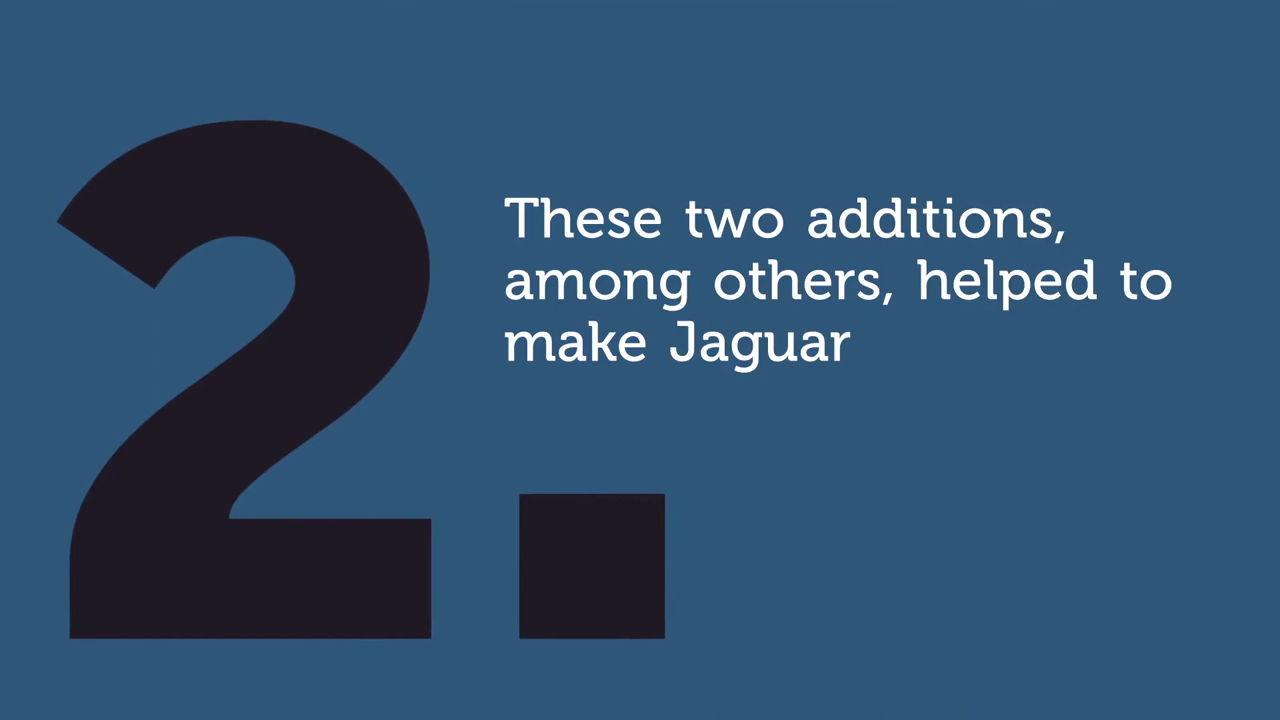 2.
These two additions,
among others, helped to
make Jaguar